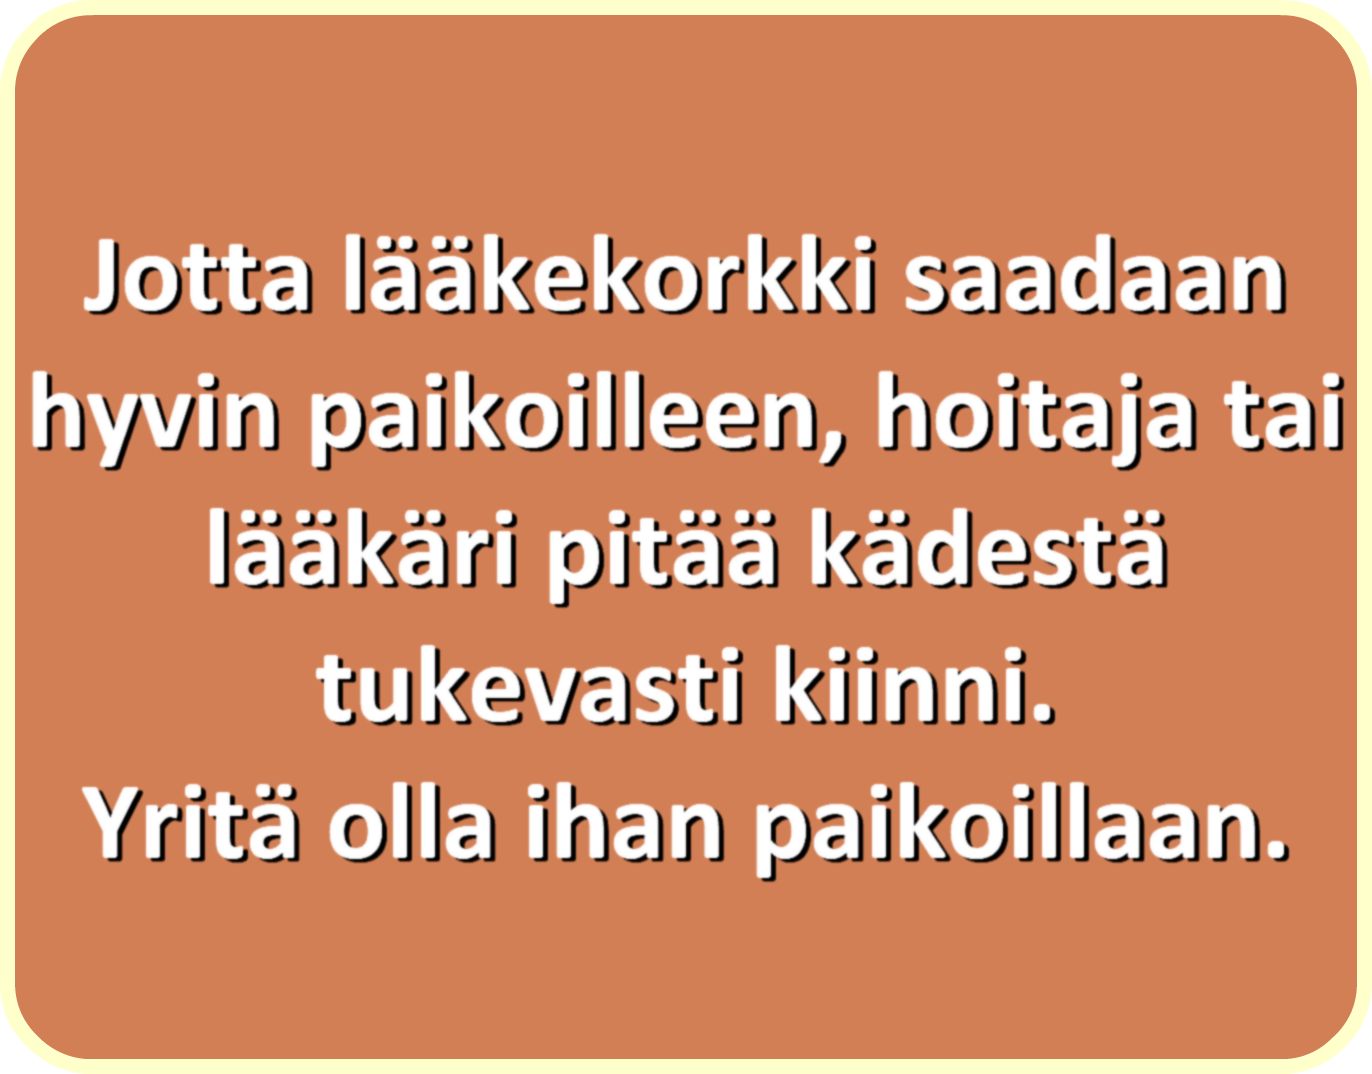 Jotta lääkekorkki saadaan
hyvin paikoilleen, hoitaja tai
lääkäri pitää kädestä
tukevasti kiinni.
Yritä olla ihan paikoillaan.